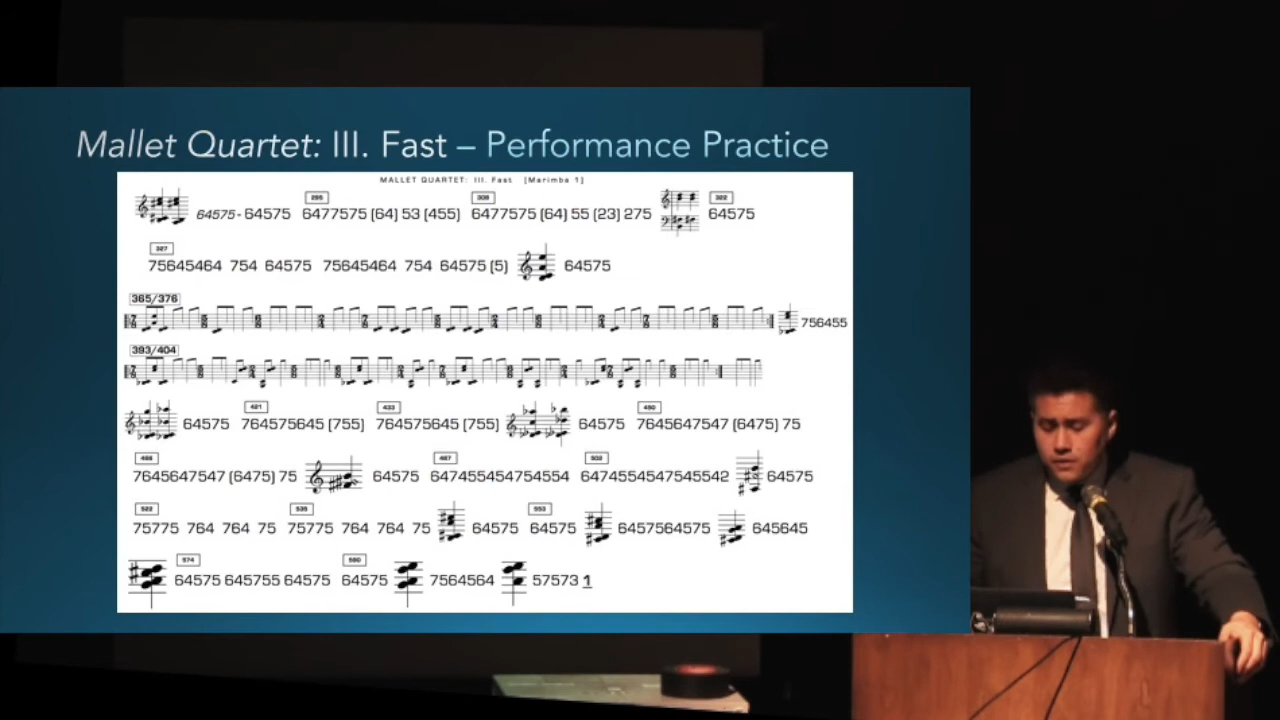 Mallet Quartet: III. Fast – Performance Practice
MALLET QUARTET: III. Fast [Marimba 1]
295 309 322
64575 - 64575 6477575 (64) 53 (455) 6477575 (64) 55 (23) 275 64575
327
75645464 754 64575 75645464 754 64575 (5) 64575
365/376
756455
393/404
421 433 450
64575 764575645 (755) 764575645 (755) 64575 7645647547 (6475) 75
468 487 502
7645647547 (6475) 75 64575 6474554547754554 6474554547545542 64575
522 535 553
75775 764 764 75 75775 764 764 75 64575 64575 6457564575 645645
574 590
64575 645755 64575 64575 7564564 57573 1